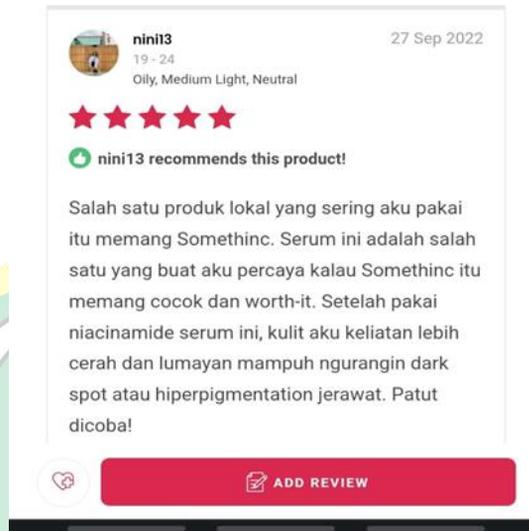 nini13
27 Sep 2022
19 - 24
Oily, Medium Light, Neutral
nini13 recommends this product!
Salah satu produk lokal yang sering aku pakai
itu memang Somethinc. Serum ini adalah salah
satu yang buat aku percaya kalau Somethinc itu
memang cocok dan worth-it. Setelah pakai
niacinamide serum ini, kulit aku keliatan lebih
cerah dan lumayan mampuh ngurangin dark
spot atau hiperpigmentation jerawat. Patut
dicoba!
ADD REVIEW